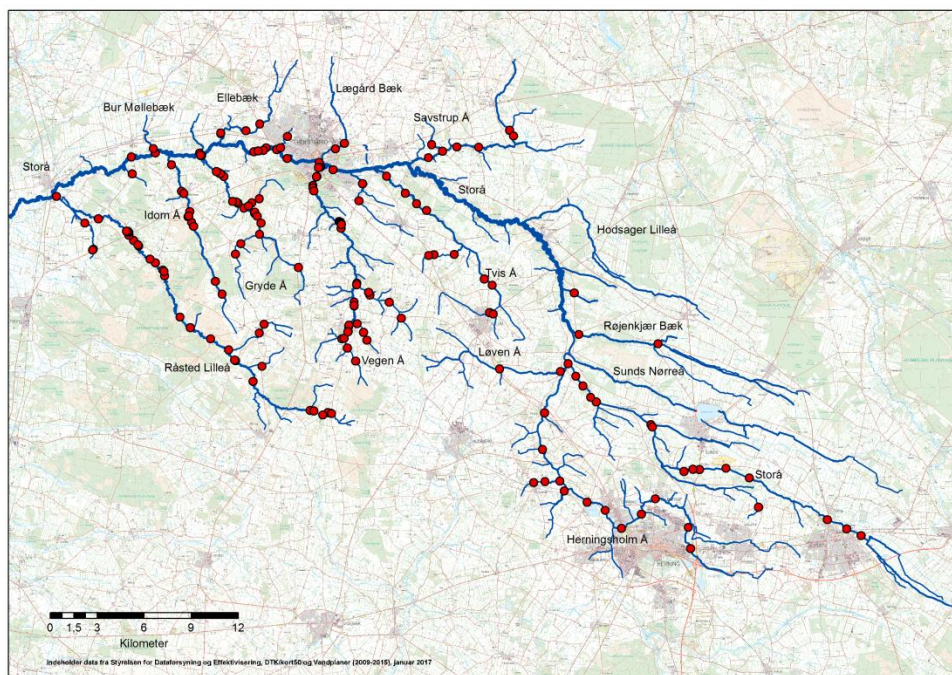 Lægård Bæk
Ellebæk
Bur Møllebæk
Savstrup Å
Storå
Storå
Idom Å
Hodsager Lilleå
Tvis Å
Gryde Å
Røjenkjær Bæk
Løven Å
Vegen Å
Råsted Lilleå
Sunds Nørreå
Storå
Herningsholm Å
HERNING
0 1.5 3 6 9 12
Kilometer
Indeholder data fra Styrelsen for Dataforsyning og Effektivisering, DTK/kort50 og Vandplaner (2009-2015), januar 2017